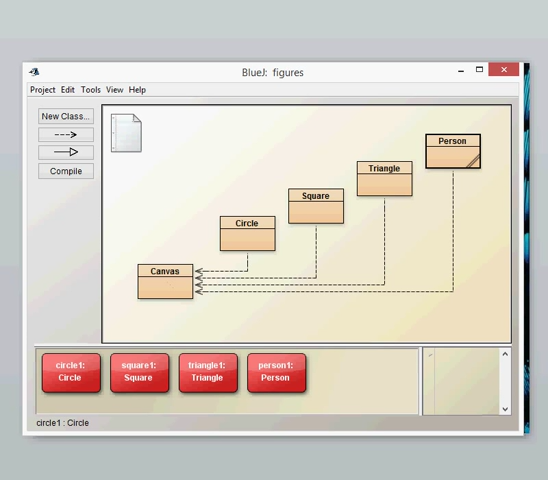 BlueJ: figures
Project Edit Tools View Help
New Class...
Compile
Person
Triangle
Square
Circle
Canvas
circle1:
Circle
square1:
Square
triangle1:
Triangle
person1:
Person
circle1 : Circle